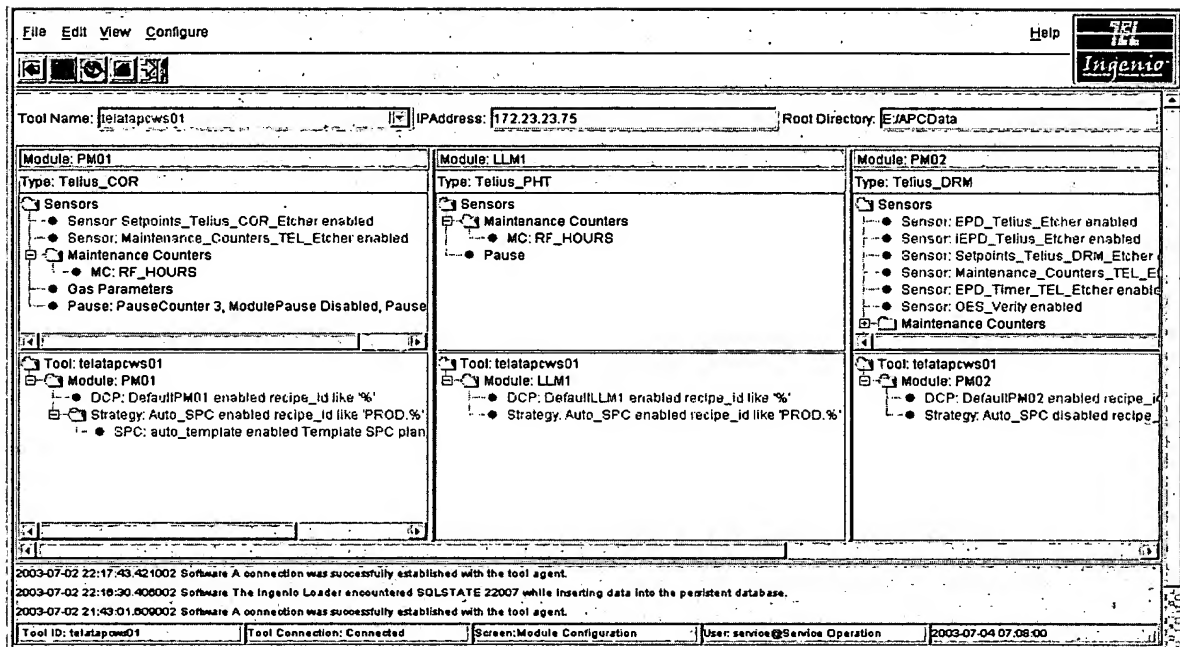 File Edit View Configure Help
TEL
Ingenio
Tool Name: telatapcws01 IPAddress: 172.23.23.75 Root Directory: E:/APCData
Module: PM01
Type: Telius_COR
Sensors
Sensor Setpoints_Telius_COR_Etcher enabled
Sensor: Maintenance_Counters_TEL_Etcher enabled
Maintenance Counters
MC: RF_HOURS
Gas Parameters
Pause: PauseCounter 3, ModulePause Disabled, Pause
Tool: telatapcws01
Module: PM01
DCP: DefaultPM01 enabled recipe_id like '%'
Strategy: Auto_SPC enabled recipe_id like 'PROD.%'
SPC: auto_template enabled Template SPC plan
Module: LLM1
Type: Telius_PHT
Sensors
Maintenance Counters
MC: RF_HOURS
Pause
Tool: telatapcws01
Module: LLM1
DCP: DefaultLLM1 enabled recipe_id like '%'
Strategy: Auto_SPC enabled recipe_id like 'PROD.%'
Module: PM02
Type: Telius_DRM
Sensors
Sensor: EPD_Telius_Etcher enabled
Sensor: iEPD_Telius_Etcher enabled
Sensor: Setpoints_Telius_DRM_Etcher
Sensor: Maintenance_Counters_TEL_Et
Sensor: EPD_Timer_TEL_Etcher enable
Sensor: OES_Verity enabled
Maintenance Counters
Tool: telatapcws01
Module: PM02
DCP: DefaultPM02 enabled recipe_i
Strategy: Auto_SPC disabled recipe_
2003-07-02 22:17:43.421002 Software A connection was successfully established with the tool agent.
2003-07-02 22:16:30.406002 Software The Ingenio Loader encountered SQLSTATE 22007 while inserting data into the persistent database.
2003-07-02 21:43:01.609002 Software A connection was successfully established with the tool agent.
Tool ID: telatapcws01 Tool Connection: Connected Screen: Module Configuration User: service@Service Operation 2003-07-04 07:08:00